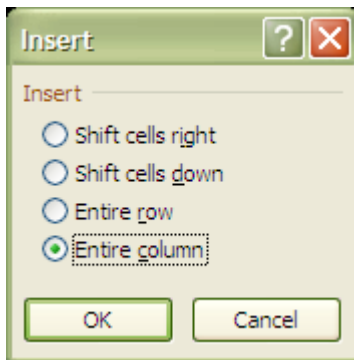 Insert
Insert
Shift cells right
Shift cells down
Entire row
Entire column
OK Cancel